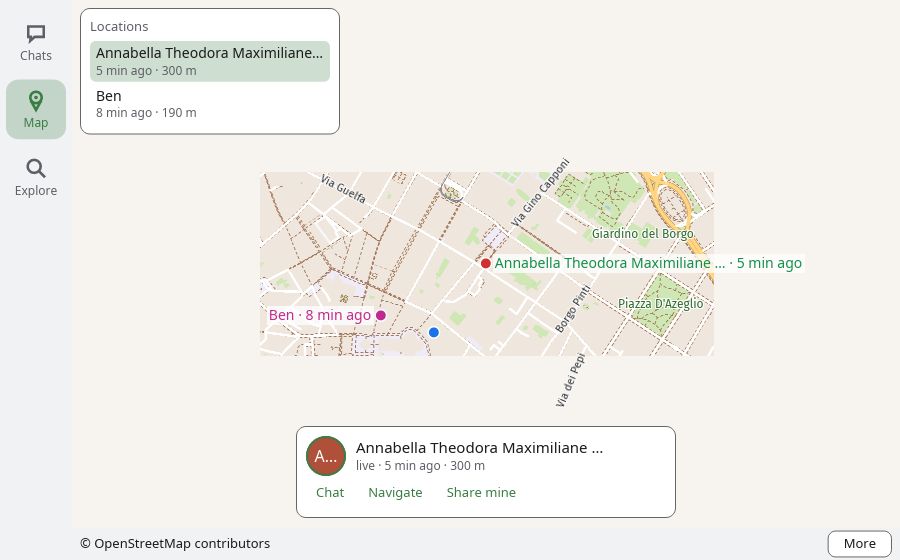 Chats
Map
Explore
Locations
Annabella Theodora Maximiliane...
5 min ago · 300 m
Ben
8 min ago · 190 m
Via Guelfa
Via Gino Capponi
Giardino del Borgo
Annabella Theodora Maximiliane ... · 5 min ago
Borgo Pinti
Piazza D'Azeglio
Ben · 8 min ago
Via dei Pepi
A...
Annabella Theodora Maximiliane ...
live · 5 min ago · 300 m
Chat Navigate Share mine
© OpenStreetMap contributors
More